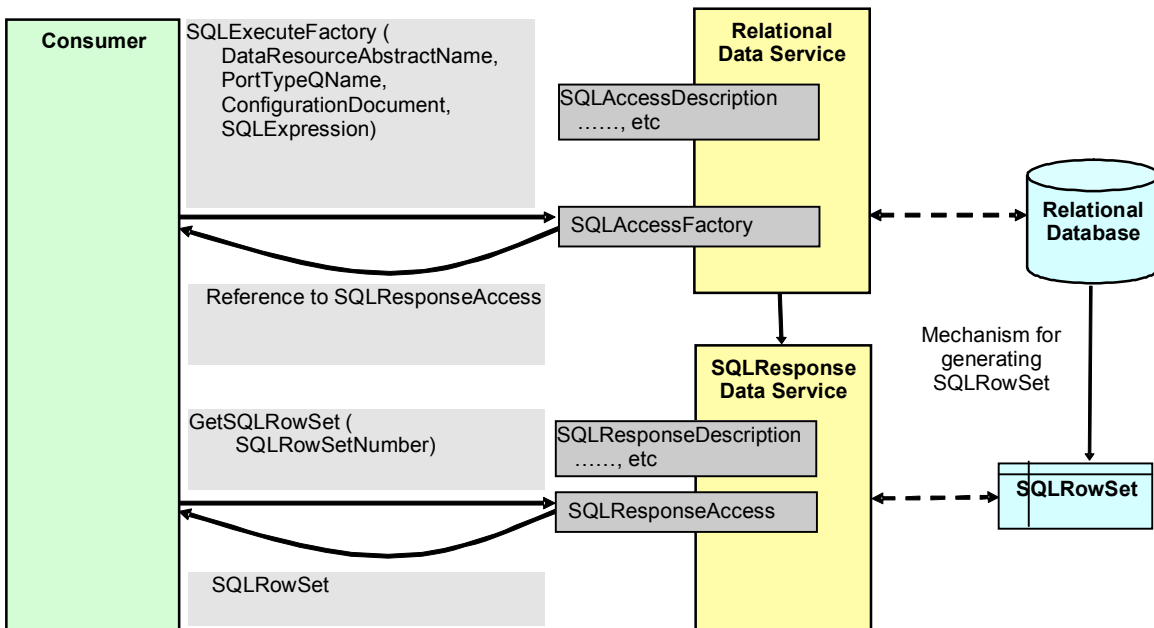 Consumer
SQLExecuteFactory (
DataResourceAbstractName,
PortTypeQName,
ConfigurationDocument,
SQLExpression)
Relational
Data Service
SQLAccessDescription
……, etc
SQLAccessFactory
Relational
Database
Reference to SQLResponseAccess
Mechanism for
generating
SQLRowSet
SQLResponse
Data Service
GetSQLRowSet (
SQLRowSetNumber)
SQLResponseDescription
……, etc
SQLResponseAccess
SQLRowSet
SQLRowSet